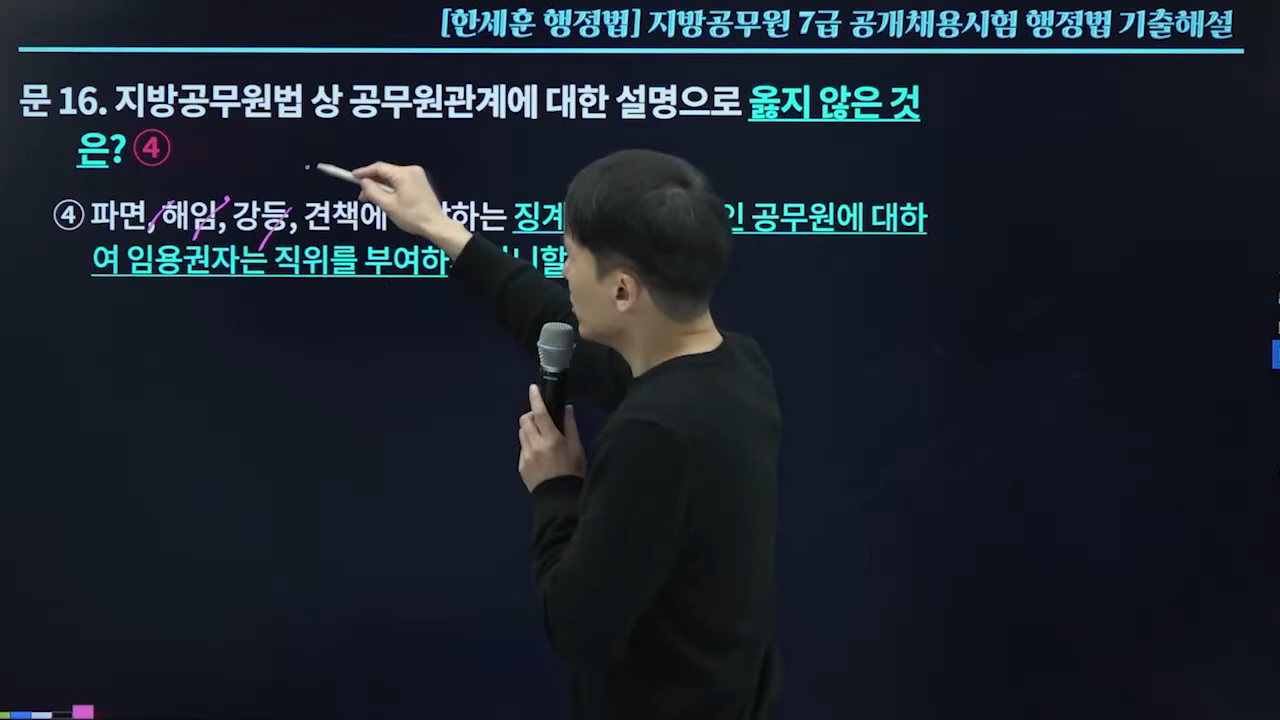 [한세훈 행정법] 지방공무원 7급 공개채용시험 행정법 기출해설
문 16. 지방공무원법 상 공무원관계에 대한 설명으로 옳지 않은 것
은? ④
④ 파면, 해임, 강등, 견책에 하는 징계 인 공무원에 대하
여 임용권자는 직위를 부여하